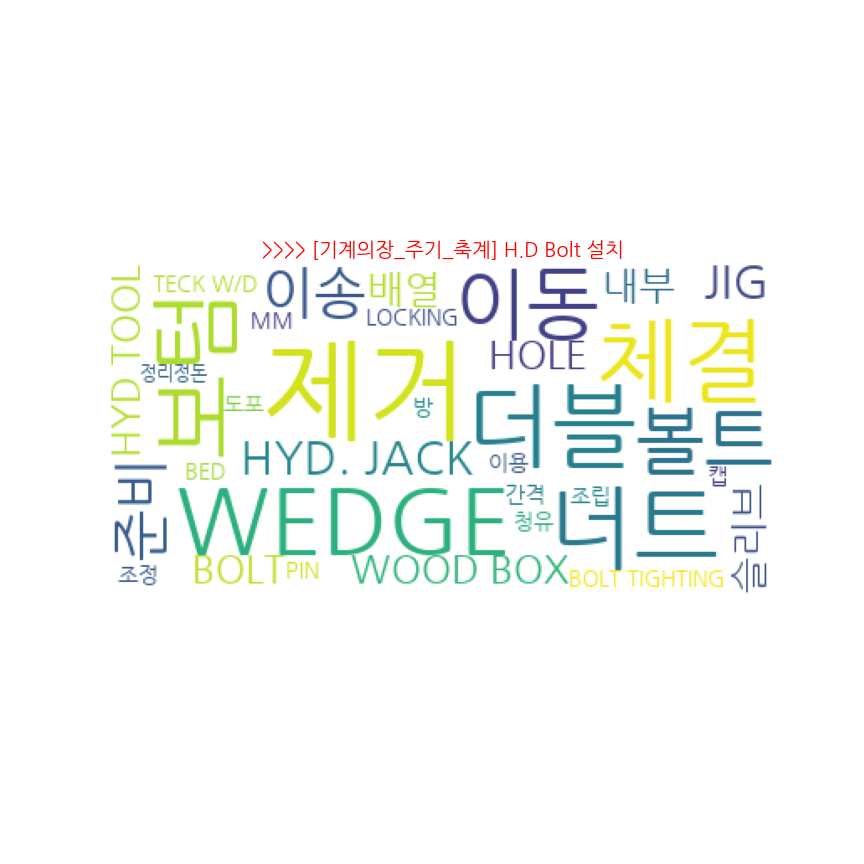 >>>> [기계의장_주기_축계] H.D Bolt 설치
HYD TOOL
TECK W/D
보텀
이송
배열
이동
내부
JIG
MM
LOCKING
HOLE
체결
정리정돈
도포
제거
방
더블
볼트
HYD. JACK
이용
BED
준비
WEDGE
간격
조립
청유
너트
캡
슬리브
조정
BOLT
PIN
WOOD BOX
BOLT TIGHTING